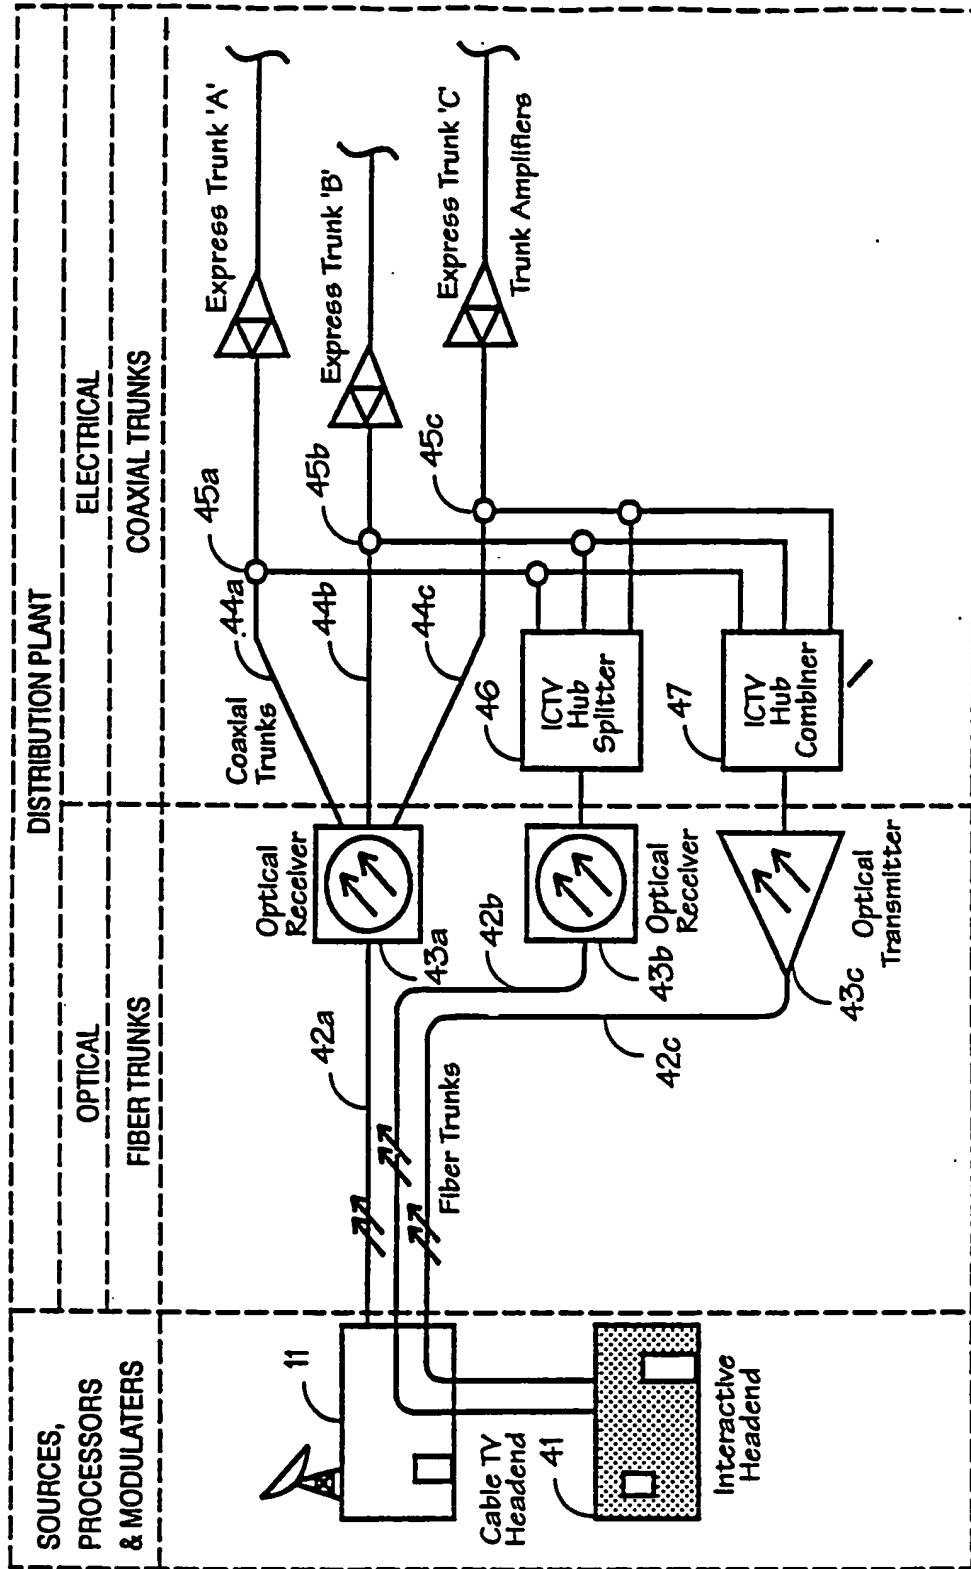 DISTRIBUTION PLANT
SOURCES,
PROCESSORS
& MODULATERS
OPTICAL
ELECTRICAL
FIBER TRUNKS
COAXIAL TRUNKS
11
Cable TV
Headend
41
Interactive
Headend
42a
Fiber Trunks
42b
42c
Optical
Receiver
43a
Optical
Receiver
43b
Optical
Transmitter
43c
Coaxial
Trunks
44a
44b
44c
45a
45b
45c
46
ICTV
Hub
Splitter
47
ICTV
Hub
Combiner
Express Trunk 'A'
Express Trunk 'B'
Express Trunk 'C'
Trunk Amplifiers